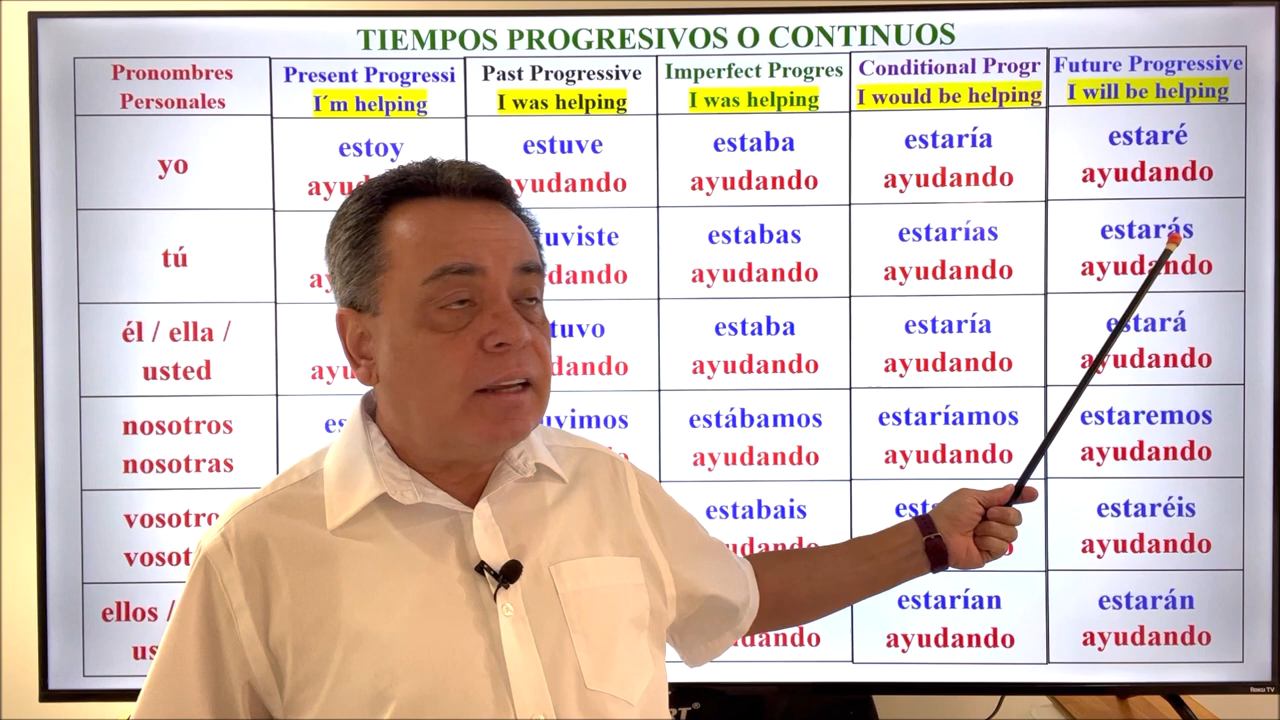 TIEMPOS PROGRESIVOS O CONTINUOS
Pronombres Personales
Present Progressi
I´m helping
Past Progressive
I was helping
Imperfect Progres
I was helping
Conditional Progr
I would be helping
Future Progressive
I will be helping
yo
estoy
estuve
ayudando
estaba
ayudando
estaría
ayudando
estaré
ayudando
tú
estabas
ayudando
estarías
ayudando
estarás
ayudando
él / ella /
usted
estaba
ayudando
estaría
ayudando
estará
ayudando
nosotros
nosotras
estábamos
ayudando
estaríamos
ayudando
estaremos
ayudando
estabais
estaréis
ayudando
ellos /
estarían
ayudando
estarán
ayudando
Roku TV